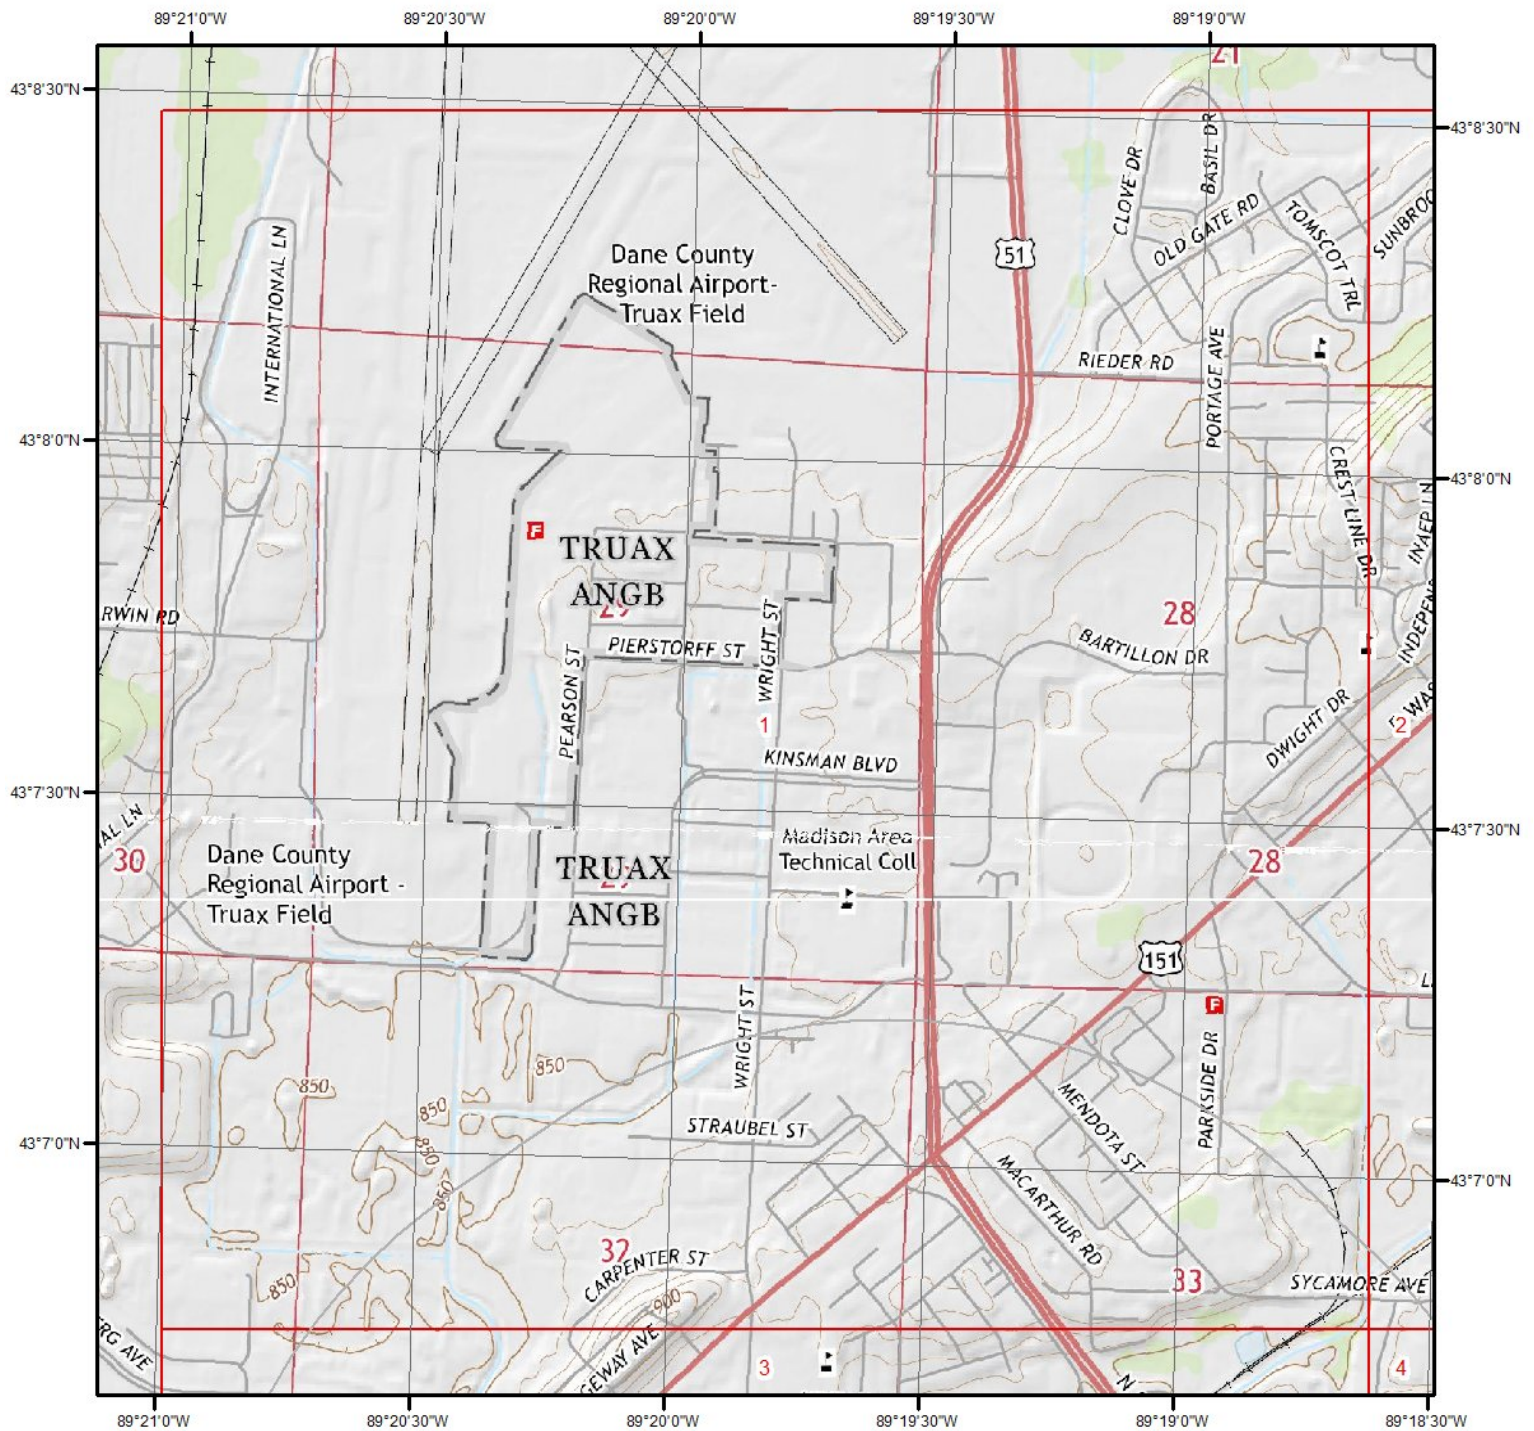 89°21'0"W
89°20'30"W
89°20'0"W
89°19'30"W
89°19'0"W
21
43°8'30"N
43°8'30"N
CLOVE DR
BASIL DR
OLD GATE RD
TOMSCOT TRL
SUNBROO
51
INTERNATIONAL LN
Dane County
Regional Airport-
Truax Field
RIEDER RD
PORTAGE AVE
43°8'0"N
43°8'0"N
CREST LINE DR
INAEP LN
F
TRUAX
ANGB
29
RWIN RD
28
INDEPEN
PIERSTORFF ST
WRIGHT ST
BARTILLON DR
PEARSON ST
DWIGHT DR
E WAS
1
2
KINSMAN BLVD
43°7'30"N
43°7'30"N
AL LN
30
Dane County
Regional Airport -
Truax Field
TRUAX
ANGB
29
Madison Area
Technical Coll
28
151
L
F
WRIGHT ST
PARKSIDE DR
850
850
850
850
850
850
MENDOTA ST
STRAUBEL ST
43°7'0"N
43°7'0"N
MACARTHUR RD
32
CARPENTER ST
33
SYCAMORE AVE
900
RG AVE
GEWAY AVE
3
4
N
89°21'0"W
89°20'30"W
89°20'0"W
89°19'30"W
89°19'0"W
89°18'30"W